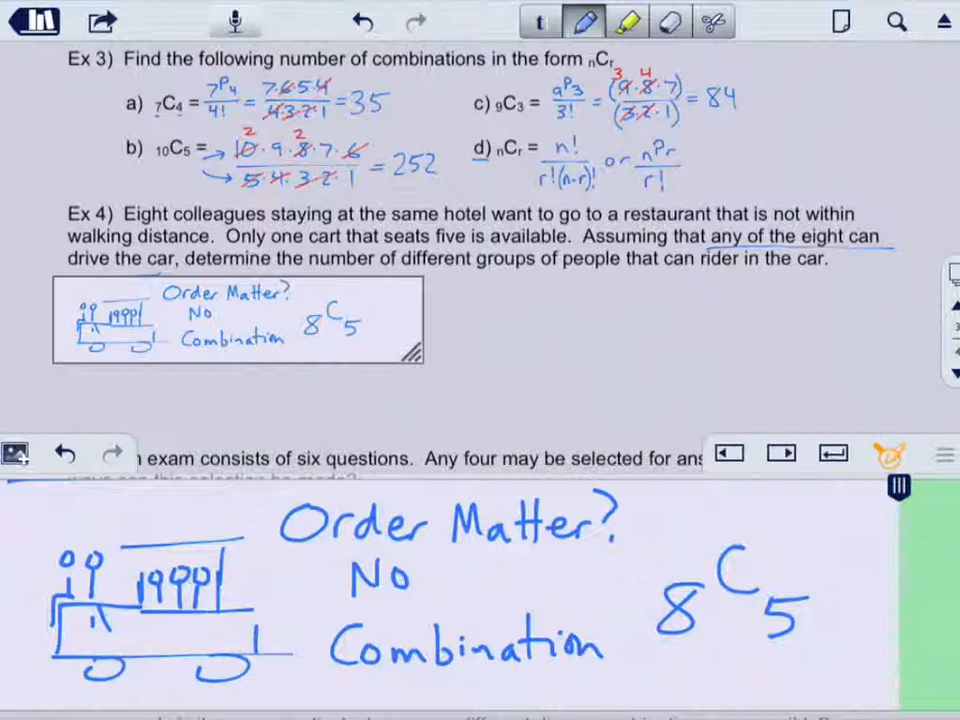 t
Ex 3) Find the following number of combinations in the form nCr
a) 7C4 = 7P4/4! = 7·6·5·4/4·3·2·1 = 35
c) 9C3 = 9P3/3! = (9·8·7)/(3·2·1) = 84 3 4
b) 10C5 = 10·9·8·7·6/5·4·3·2·1 = 252 2 2
d) nCr = n!/r!(n-r)! or nPr/r!
Ex 4) Eight colleagues staying at the same hotel want to go to a restaurant that is not within
walking distance. Only one cart that seats five is available. Assuming that any of the eight can
drive the car, determine the number of different groups of people that can rider in the car.
Order Matter?
No
Combination
8C5
exam consists of six questions. Any four may be selected for
Order Matter?
No
Combination
8C5